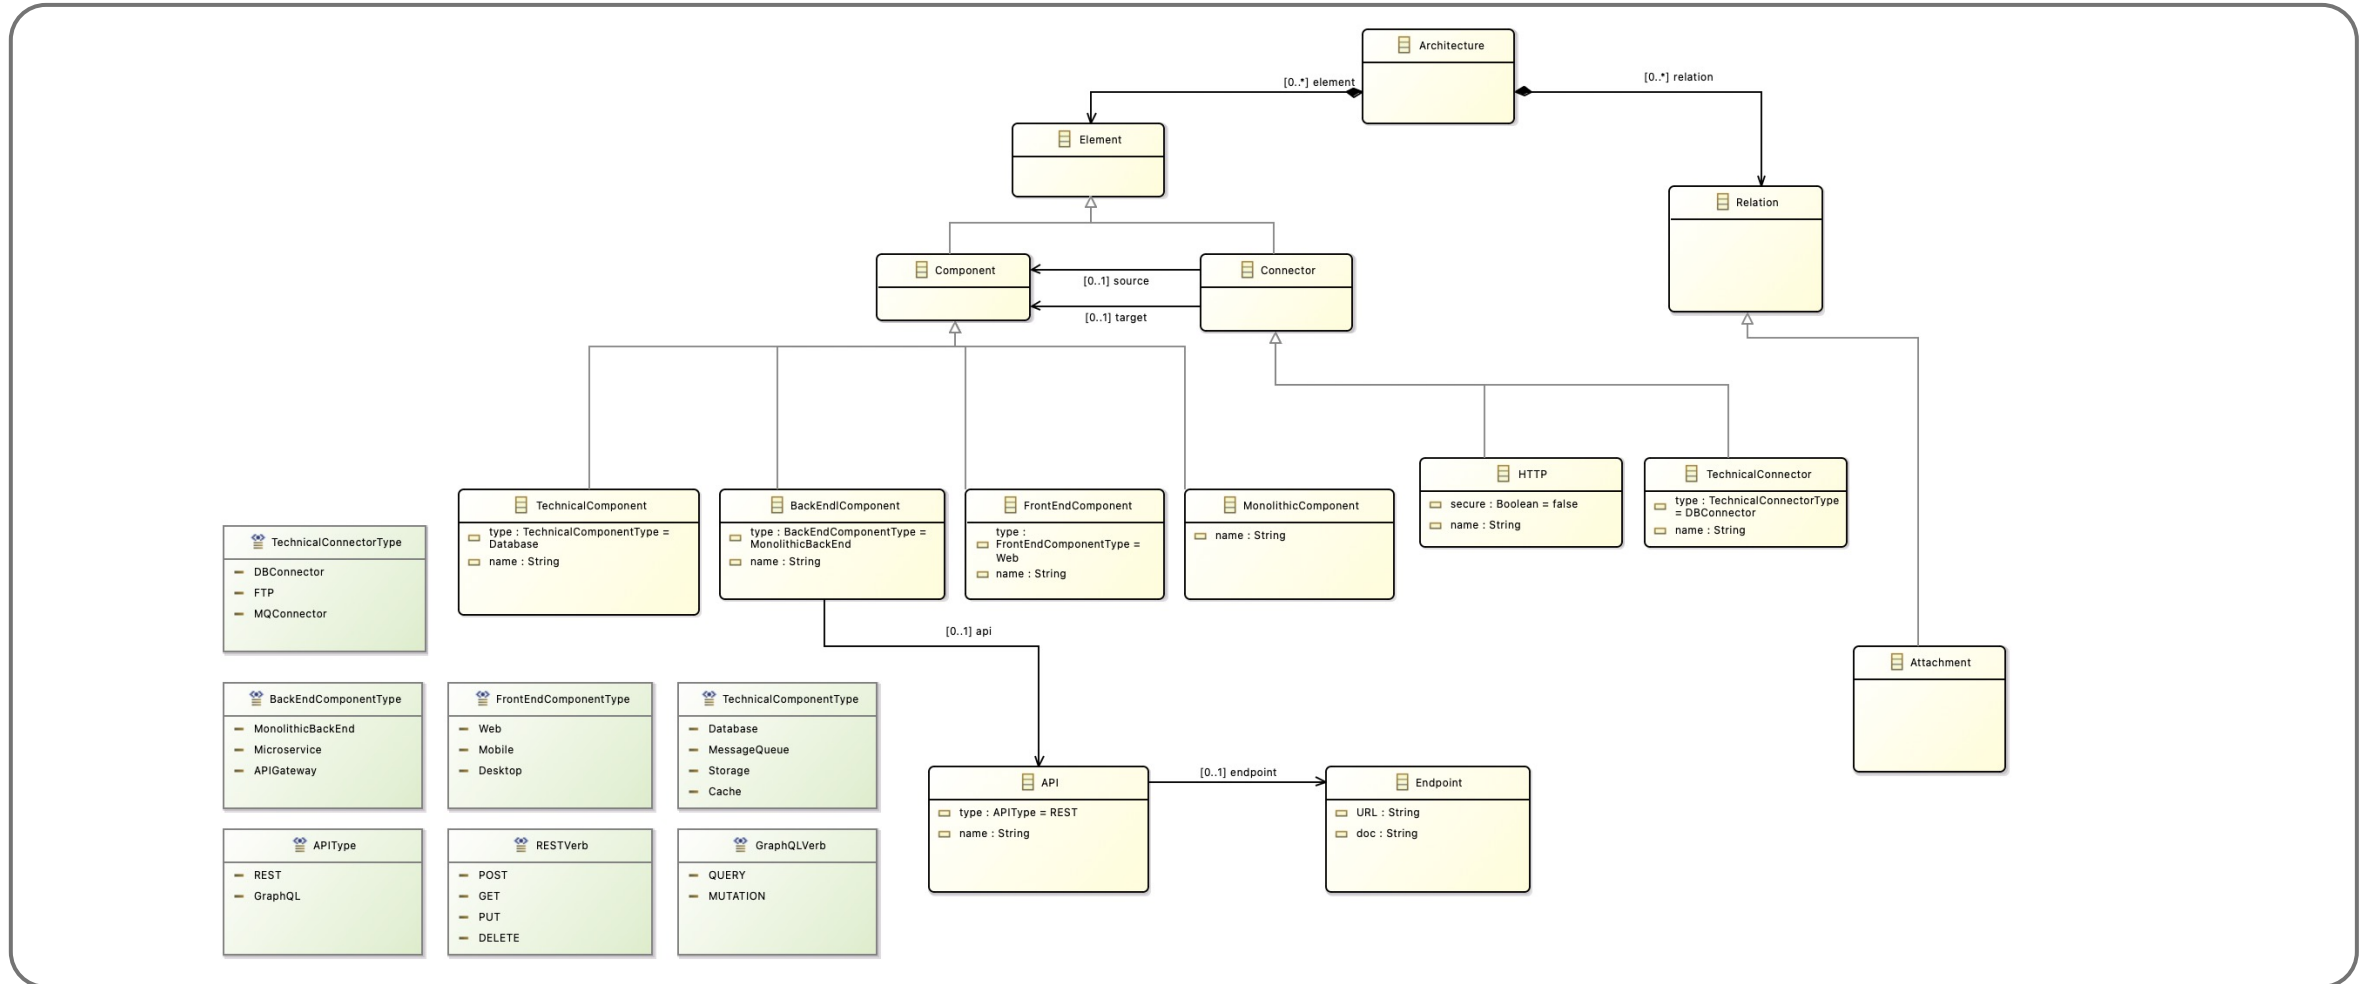 Architecture
[0..*] element
[0..*] relation
Element
Relation
Component
Connector
[0..1] source
[0..1] target
HTTP
secure : Boolean = false
name : String
TechnicalConnector
type : TechnicalConnectorType
= DBConnector
name : String
TechnicalComponent
type : TechnicalComponentType =
Database
name : String
BackEndlComponent
type : BackEndComponentType =
MonolithicBackEnd
name : String
FrontEndComponent
type :
FrontEndComponentType =
Web
name : String
MonolithicComponent
name : String
TechnicalConnectorType
DBConnector
FTP
MQConnector
[0..1] api
Attachment
BackEndComponentType
MonolithicBackEnd
Microservice
APIGateway
FrontEndComponentType
Web
Mobile
Desktop
TechnicalComponentType
Database
MessageQueue
Storage
Cache
API
type : APIType = REST
name : String
[0..1] endpoint
Endpoint
URL : String
doc : String
APIType
REST
GraphQL
RESTVerb
POST
GET
PUT
DELETE
GraphQLVerb
QUERY
MUTATION